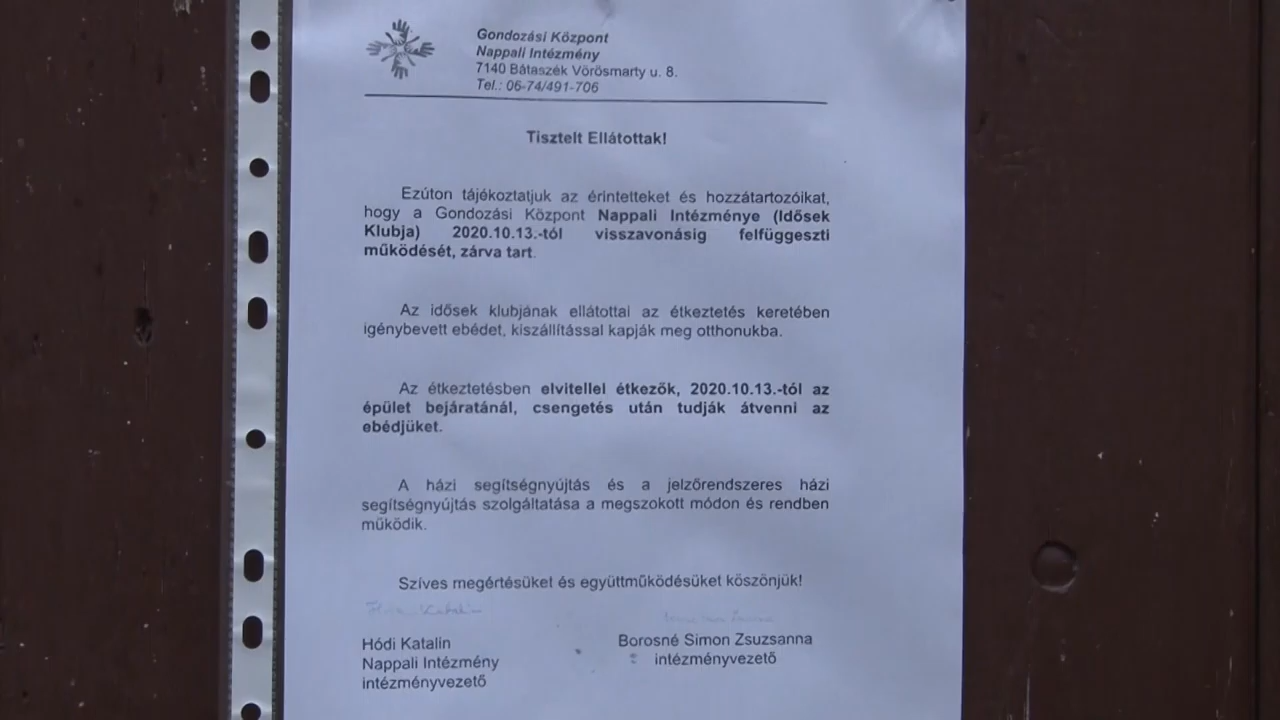 Gondozási Központ
Nappali Intézmény
7140 Bátaszék Vörösmarty u. 8.
Tel.: 06-74/491-706
Tisztelt Ellátottak!
Ezúton tájékoztatjuk az érintetteket és hozzátartozóikat,
hogy a Gondozási Központ Nappali Intézménye (Idősek
Klubja) 2020.10.13.-tól visszavonásig felfüggeszti
működését, zárva tart.
Az idősek klubjának ellátottai az étkeztetés keretében
igénybevett ebédet, kiszállítással kapják meg otthonukba.
Az étkeztetésben elvitellel étkezők, 2020.10.13.-tól az
épület bejáratánál, csengetés után tudják átvenni az
ebédjüket.
A házi segítségnyújtás és a jelzőrendszeres házi
segítségnyújtás szolgáltatása a megszokott módon és rendben
működik.
Szíves megértésüket és együttműködésüket köszönjük!
Katalin
Hódi Katalin
Nappali Intézmény
intézményvezető
Borosné Simon Zsuzsanna
intézményvezető